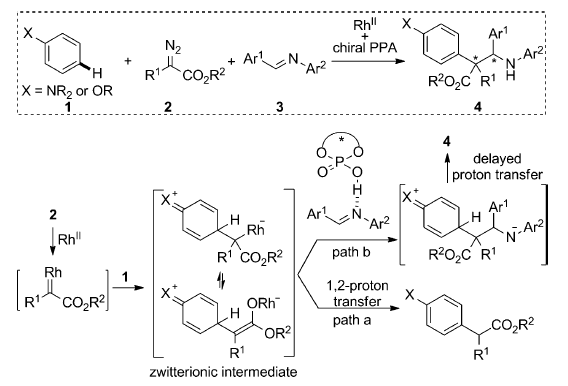 X
H
X = NR2 or OR
1
+
N2
R1 CO2R2
2
+
Ar1 N Ar2
3
RhII
+
chiral PPA
X Ar1
* * N Ar2
H
R2O2C R1
4
2
RhII
Rh
R1 CO2R2
1
X+
H Rh−
R1 CO2R2
X+
H ORh−
OR2
R1
zwitterionic intermediate
*
O O
P
O O
H
Ar1 N Ar2
path b
1,2-proton
transfer
path a
4
delayed
proton transfer
X+ H Ar1
N− Ar2
R2O2C R1
X
CO2R2
R1